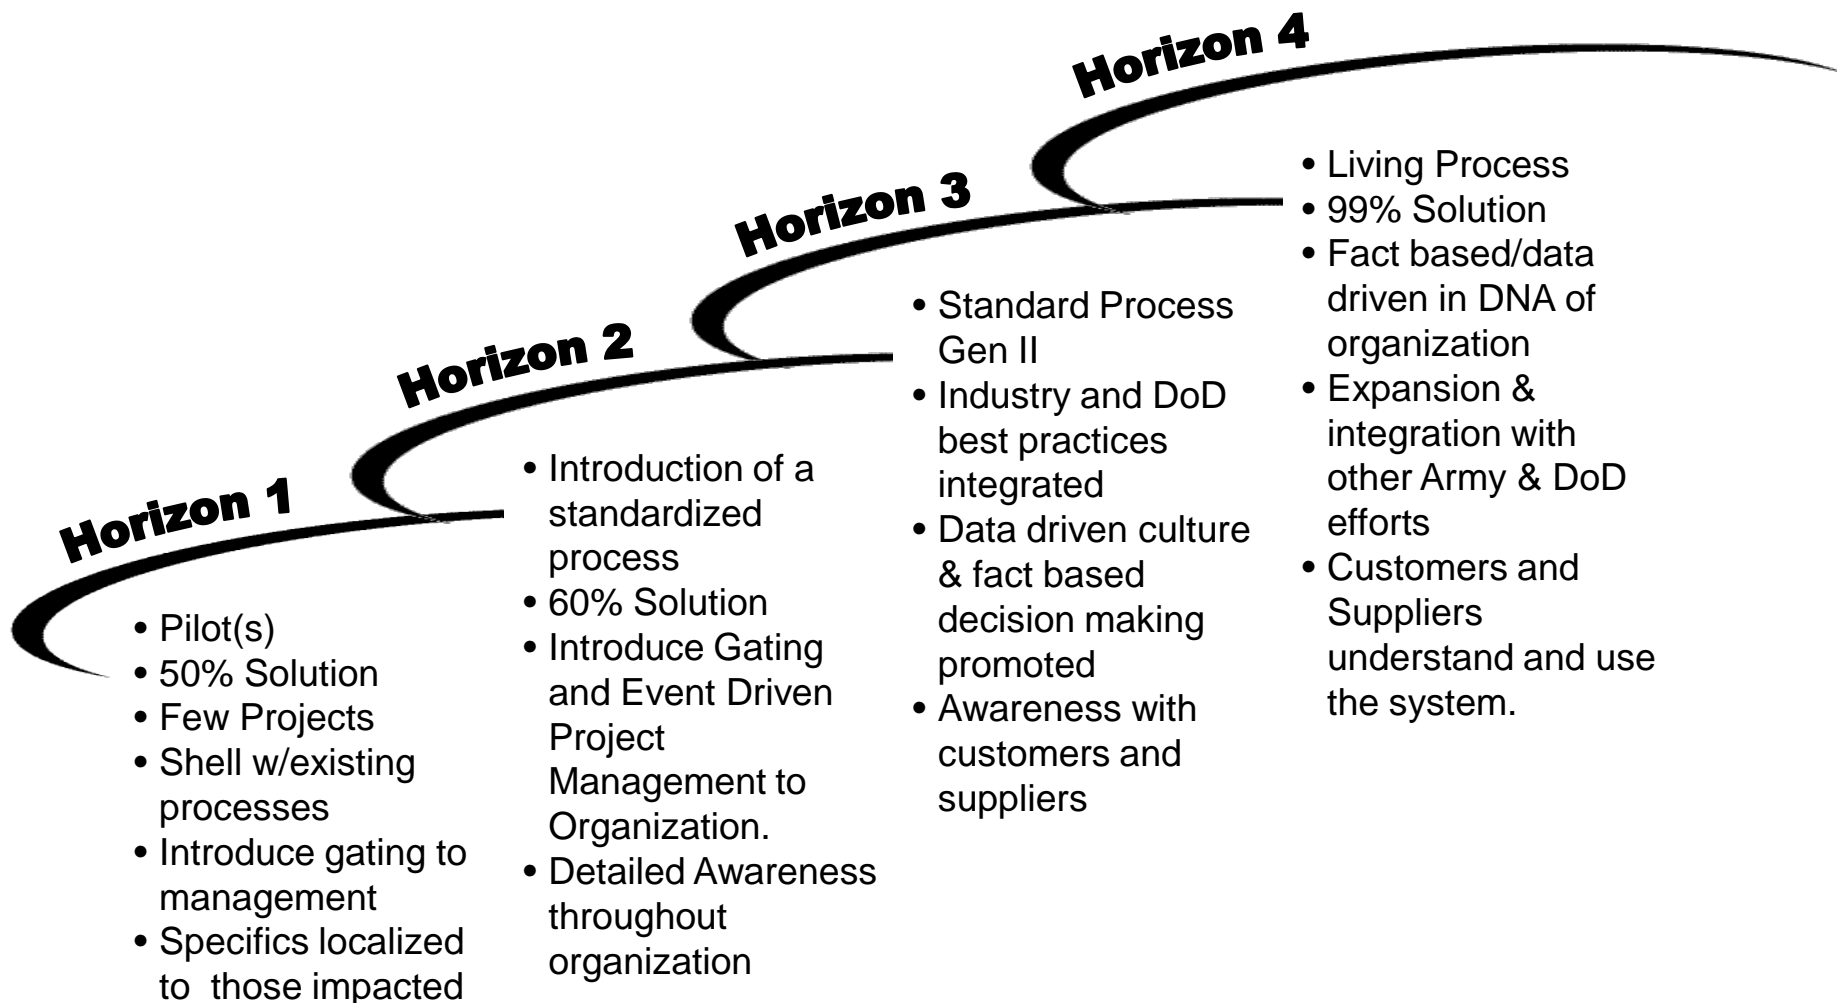 Horizon 1
• Pilot(s)
• 50% Solution
• Few Projects
• Shell w/existing
processes
• Introduce gating to
management
• Specifics localized
to  those impacted
Horizon 2
• Introduction of a
standardized
process
• 60% Solution
• Introduce Gating
and Event Driven
Project
Management to
Organization.
• Detailed Awareness
throughout
organization
Horizon 3
• Standard Process
Gen II
• Industry and DoD
best practices
integrated
• Data driven culture
& fact based
decision making
promoted
• Awareness with
customers and
suppliers
Horizon 4
• Living Process
• 99% Solution
• Fact based/data
driven in DNA of
organization
• Expansion &
integration with
other Army & DoD
efforts
• Customers and
Suppliers
understand and use
the system.